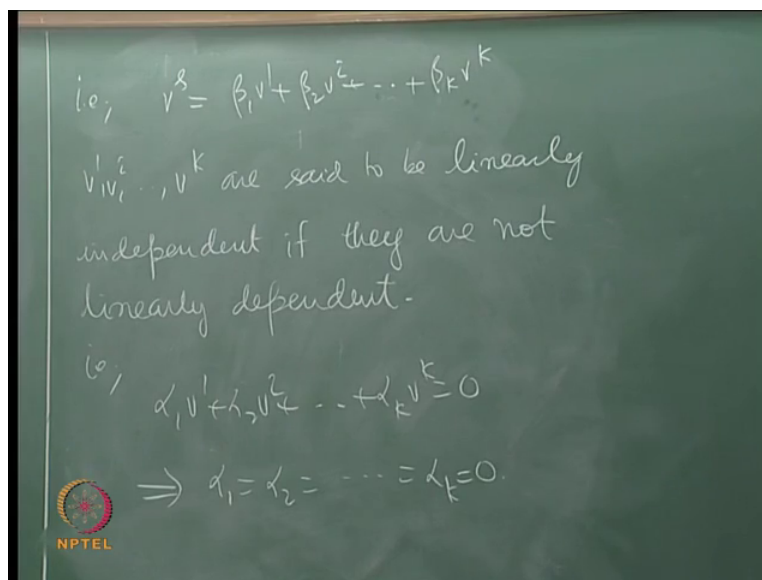 i.e; v^s = β₁v¹ + β₂v² + ... + β_k v^k
v¹, v², .., v^k are said to be linearly
independent if they are not
linearly dependent.
ie;
α₁v¹ + α₂v² + ... + α_k v^k = 0
⟹ α₁ = α₂ = ..... = α_k = 0.
NPTEL